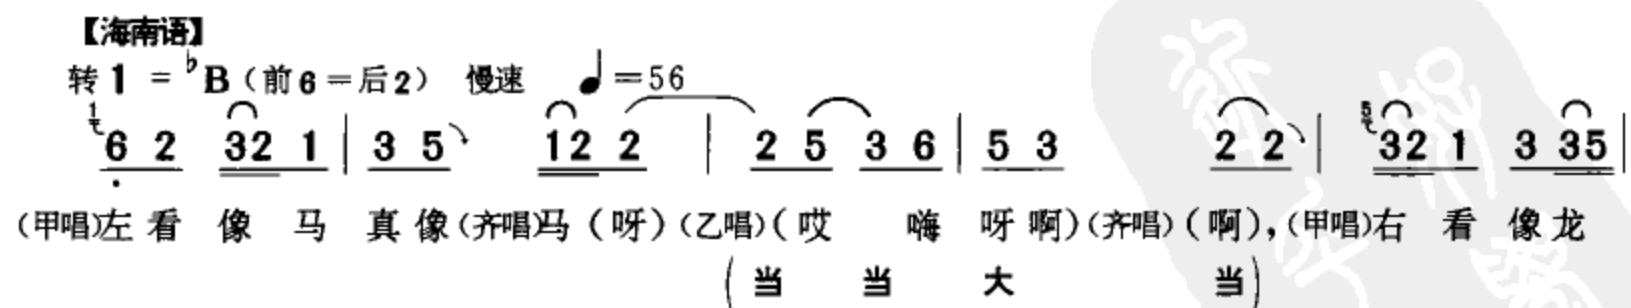 【海南语】
转 1 = ♭B（前 6 = 后 2） 慢速 ♩=56
1 6 2 32 1 | 3 5 12 2 | 2 5 3 6 | 5 3 2 2 | 5 32 1 3 35 |
(甲唱)左 看 像 马 真 像(齐唱)马(呀)(乙唱)(哎 嗨 呀 啊)(齐唱)(啊),(甲唱)右 看 像 龙
(当 当 大 当)